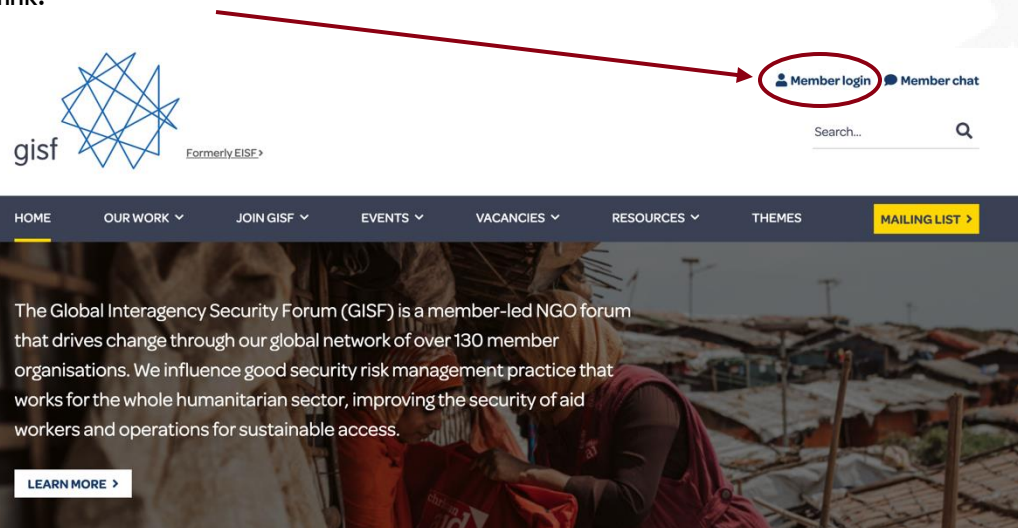 Member login Member chat
Search...
gisf
Formerly EISF >
HOME OUR WORK JOIN GISF EVENTS VACANCIES RESOURCES THEMES MAILING LIST >
The Global Interagency Security Forum (GISF) is a member-led NGO forum
that drives change through our global network of over 130 member
organisations. We influence good security risk management practice that
works for the whole humanitarian sector, improving the security of aid
workers and operations for sustainable access.
LEARN MORE >